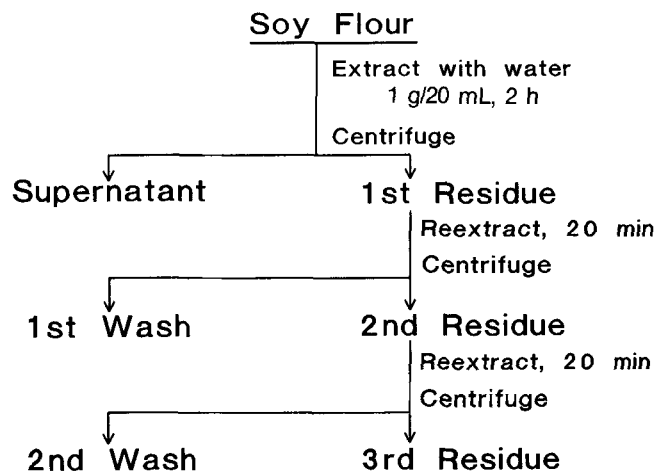 Soy Flour
Extract with water
1 g/20 mL, 2 h
Centrifuge
Supernatant
1st Residue
Reextract, 20 min
Centrifuge
1st Wash
2nd Residue
Reextract, 20 min
Centrifuge
2nd Wash
3rd Residue